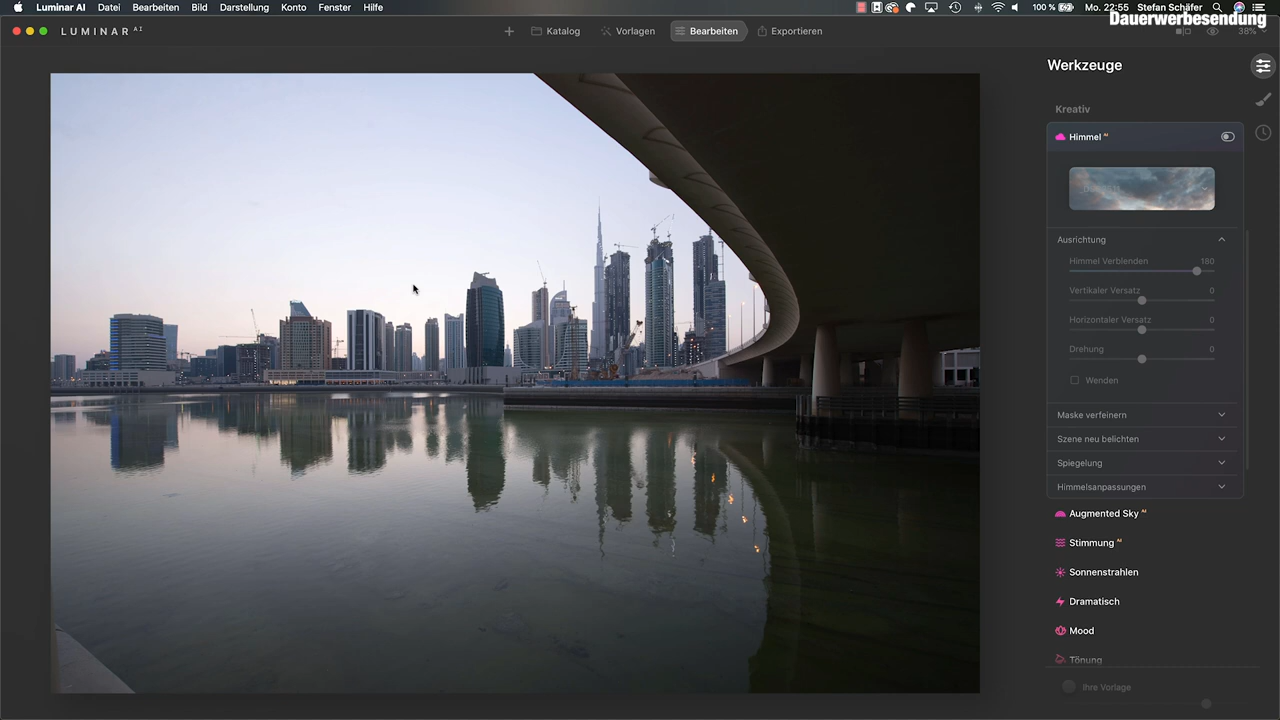 Luminar AI Datei Bearbeiten Bild Darstellung Konto Fenster Hilfe 100 % Mo. 22:55 Stefan Schäfer
Dauerwerbesendung
LUMINAR AI + Katalog Vorlagen Bearbeiten Exportieren 38%
Werkzeuge
Kreativ
Himmel AI
Ausrichtung
Himmel Verblenden 180
Vertikaler Versatz 0
Horizontaler Versatz 0
Drehung 0
Wenden
Maske verfeinern
Szene neu belichten
Spiegelung
Himmelsanpassungen
Augmented Sky AI
Stimmung AI
Sonnenstrahlen
Dramatisch
Mood
Tönung
Ihre Vorlage